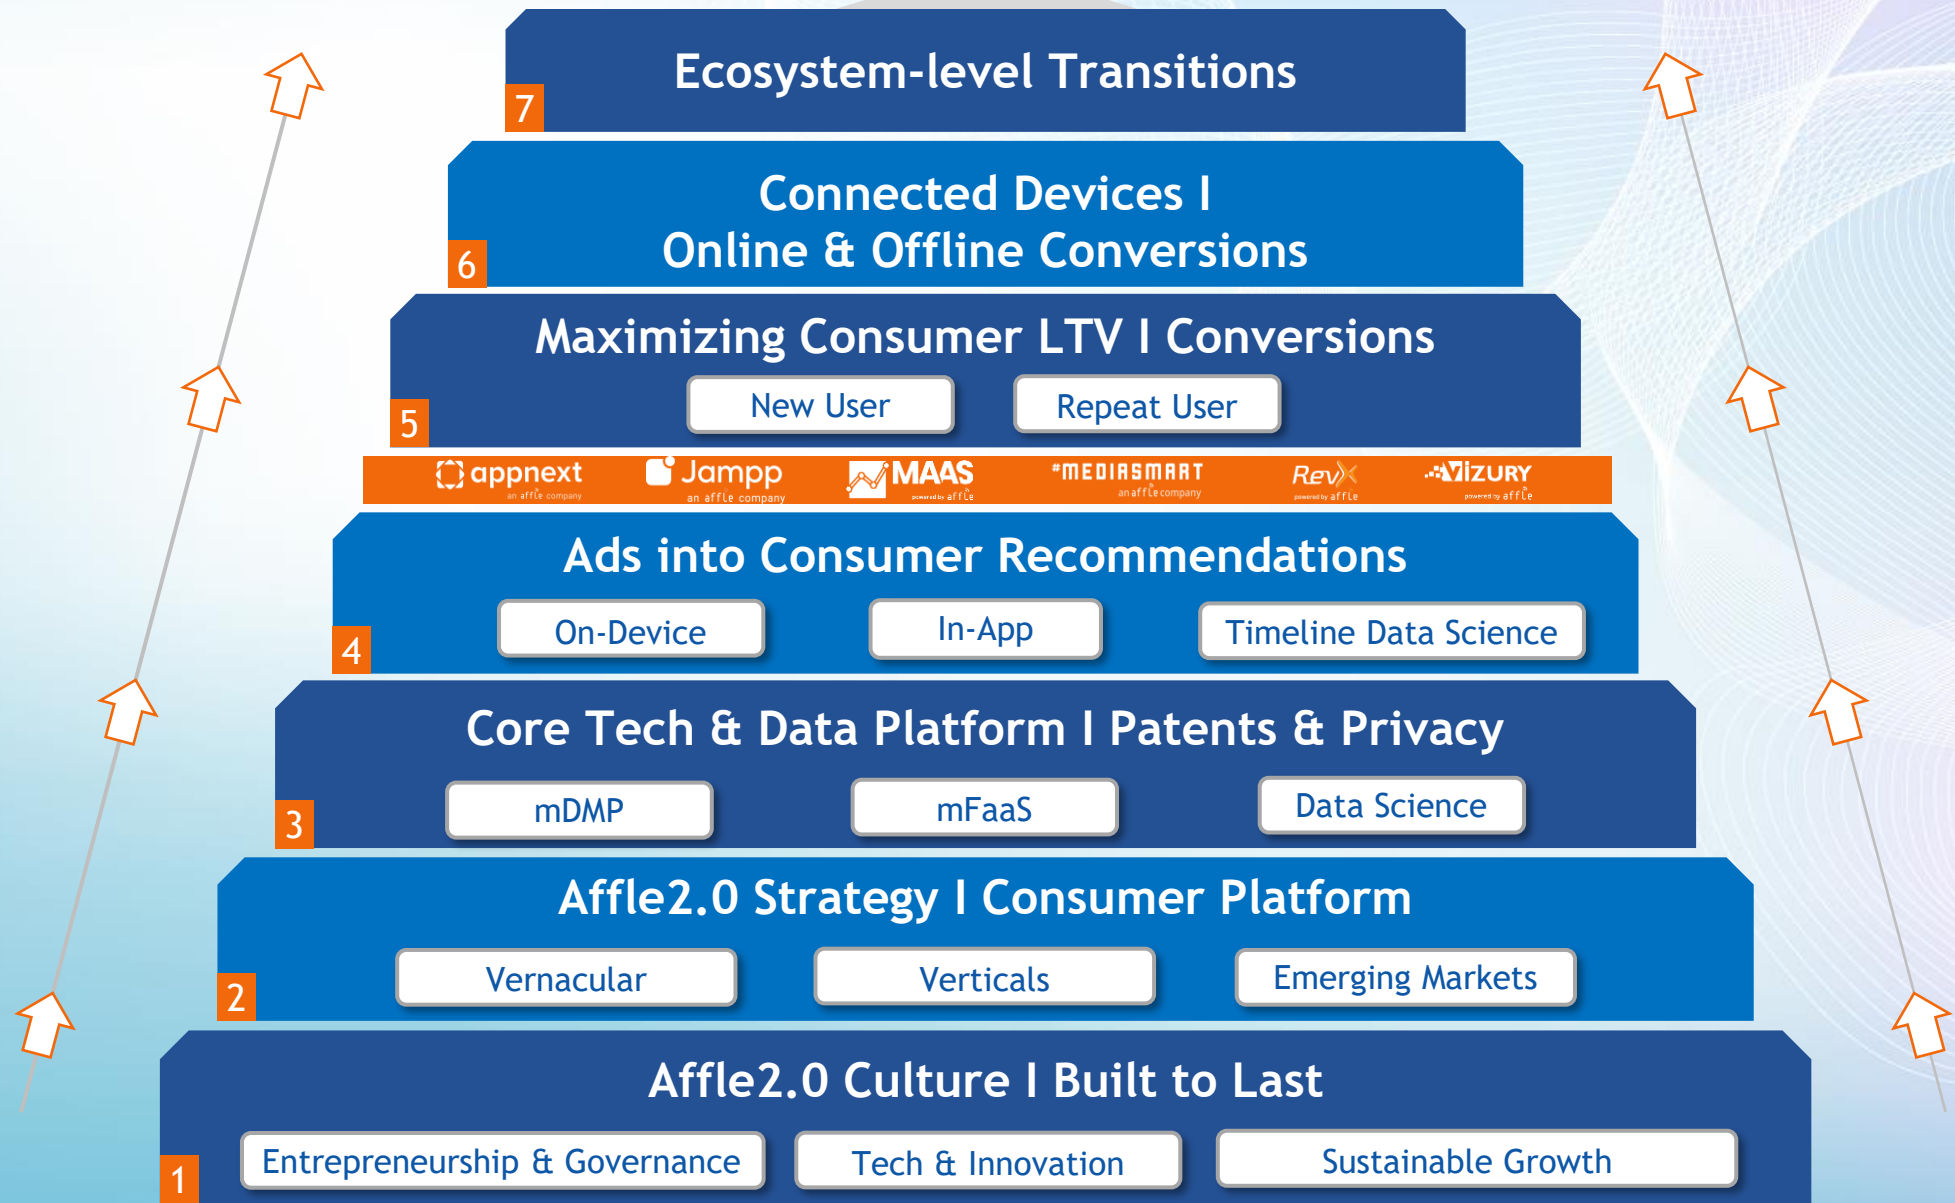 Ecosystem-level Transitions
7
Connected Devices I
Online & Offline Conversions
6
Maximizing Consumer LTV I Conversions
New User
Repeat User
5
appnext
an affle company
Jampp
an affle company
MAAS
powered by affle
#MEDIASMART
an affle company
RevX
powered by affle
VIZURY
powered by affle
Ads into Consumer Recommendations
On-Device
In-App
Timeline Data Science
4
Core Tech & Data Platform I Patents & Privacy
mDMP
mFaaS
Data Science
3
Affle2.0 Strategy I Consumer Platform
Vernacular
Verticals
Emerging Markets
2
Affle2.0 Culture I Built to Last
Entrepreneurship & Governance
Tech & Innovation
Sustainable Growth
1